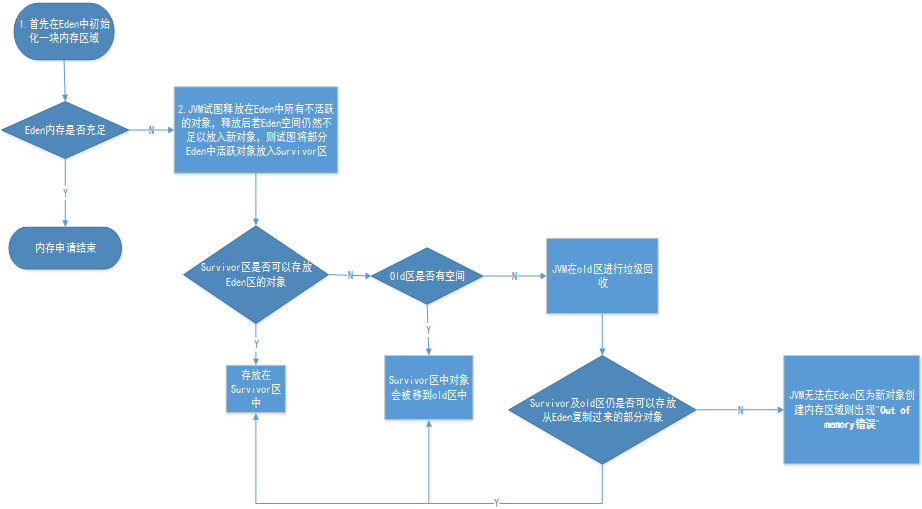 1.首先在Eden中初始
化一块内存区域
Eden内存是否充足
N
2.JVM试图释放在Eden中所有不活跃
的对象，释放后若Eden空间仍然不
足以放入新对象，则试图将部分
Eden中活跃对象放入Survivor区
Y
内存申请结束
Survivor区是否可以存放
Eden区的对象
N
Old区是否有空间
N
JVM在old区进行垃圾回
收
Y
存放在
Survivor区
中
Y
Survivor区中对象
会被移到old区中
Survivor及old区仍是否可以存放
从Eden复制过来的部分对象
N
JVM无法在Eden区为新对象创
建内存区域则出现"Out of
memory错误"
Y